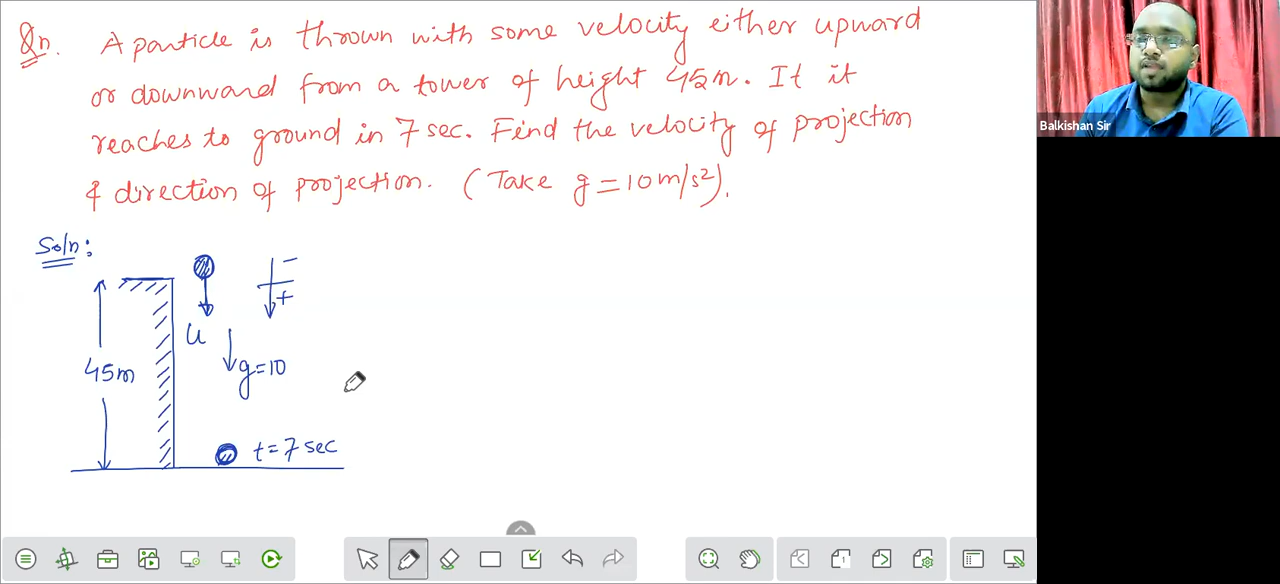 Qn. A particle is thrown with some velocity either upward
or downward from a tower of height 45m. It it
reaches to ground in 7 sec. Find the velocity of projection
& direction of projection. (Take g = 10 m/s²).
Soln:
−
+
u
45m
g=10
t=7 sec
Balkishan Sir
1